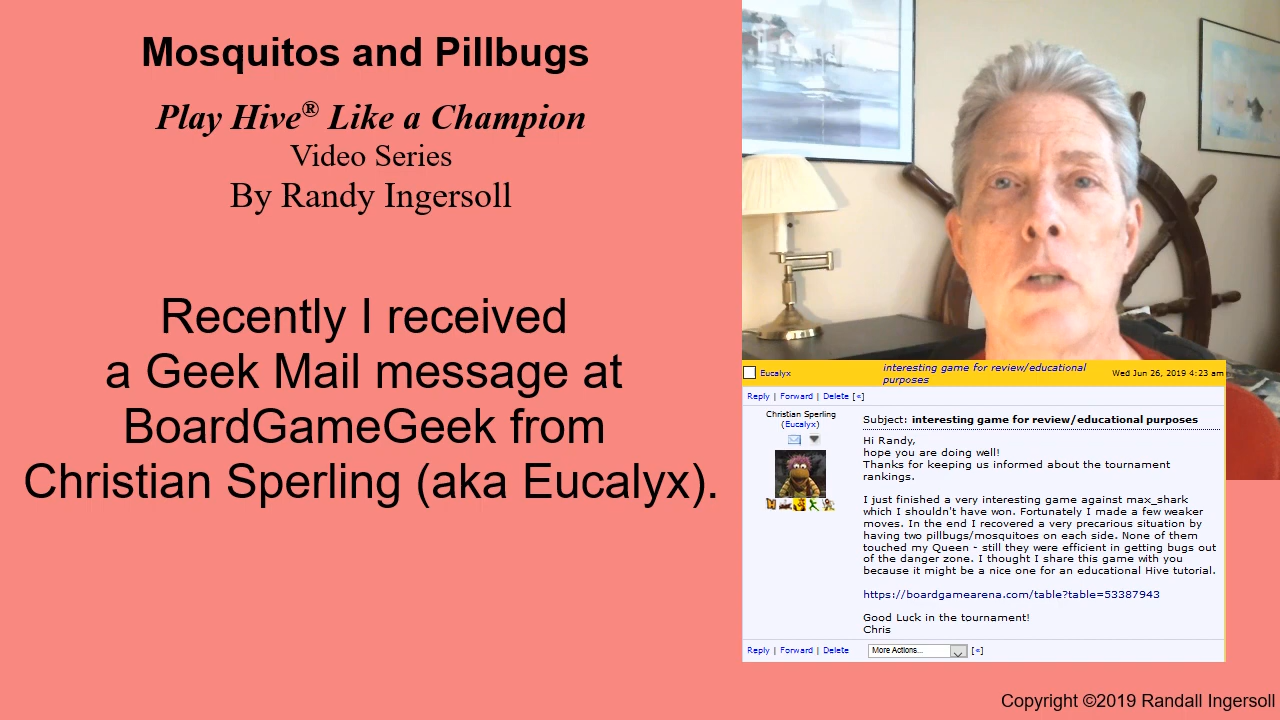 Mosquitos and Pillbugs
Play Hive® Like a Champion
Video Series
By Randy Ingersoll
Recently I received
a Geek Mail message at
BoardGameGeek from
Christian Sperling (aka Eucalyx).
Eucalyx
interesting game for review/educational
purposes
Wed Jun 26, 2019 4:23 am
Reply | Forward | Delete [«]
Christian Sperling
(Eucalyx)
Subject: interesting game for review/educational purposes
Hi Randy,
hope you are doing well!
Thanks for keeping us informed about the tournament
rankings.
I just finished a very interesting game against max_shark
which I shouldn't have won. Fortunately I made a few weaker
moves. In the end I recovered a very precarious situation by
having two pillbugs/mosquitoes on each side. None of them
touched my Queen - still they were efficient in getting bugs out
of the danger zone. I thought I share this game with you
because it might be a nice one for an educational Hive tutorial.
https://boardgamearena.com/table?table=53387943
Good Luck in the tournament!
Chris
Reply | Forward | Delete
More Actions... [«]
Copyright ©2019 Randall Ingersoll